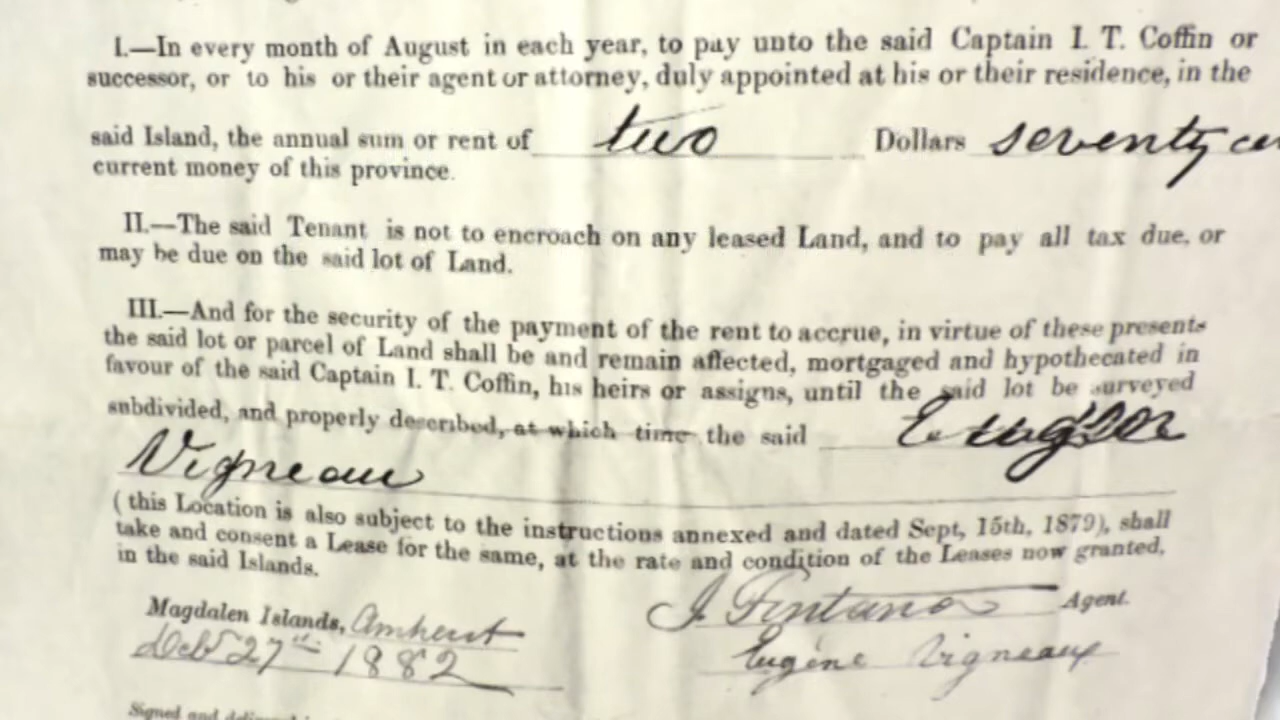 I.—In every month of August in each year, to pay unto the said Captain I. T. Coffin or
successor, or to his or their agent or attorney, duly appointed at his or their residence, in the
said Island, the annual sum or rent of two Dollars seventy
current money of this province.
II.—The said Tenant is not to encroach on any leased Land, and to pay all tax due, or
may be due on the said lot of Land.
III.—And for the security of the payment of the rent to accrue, in virtue of these presents
the said lot or parcel of Land shall be and remain affected, mortgaged and hypothecated in
favour of the said Captain I. T. Coffin, his heirs or assigns, until the said lot be surveyed
subdivided, and properly described, at which time the said
Vigneau
( this Location is also subject to the instructions annexed and dated Sept, 15th, 1879), shall
take and consent a Lease for the same, at the rate and condition of the Leases now granted,
in the said Islands.
Magdalen Islands, Amherst
27th 1882
J. Fontana Agent.
Eugène Vigneaux
Signed and